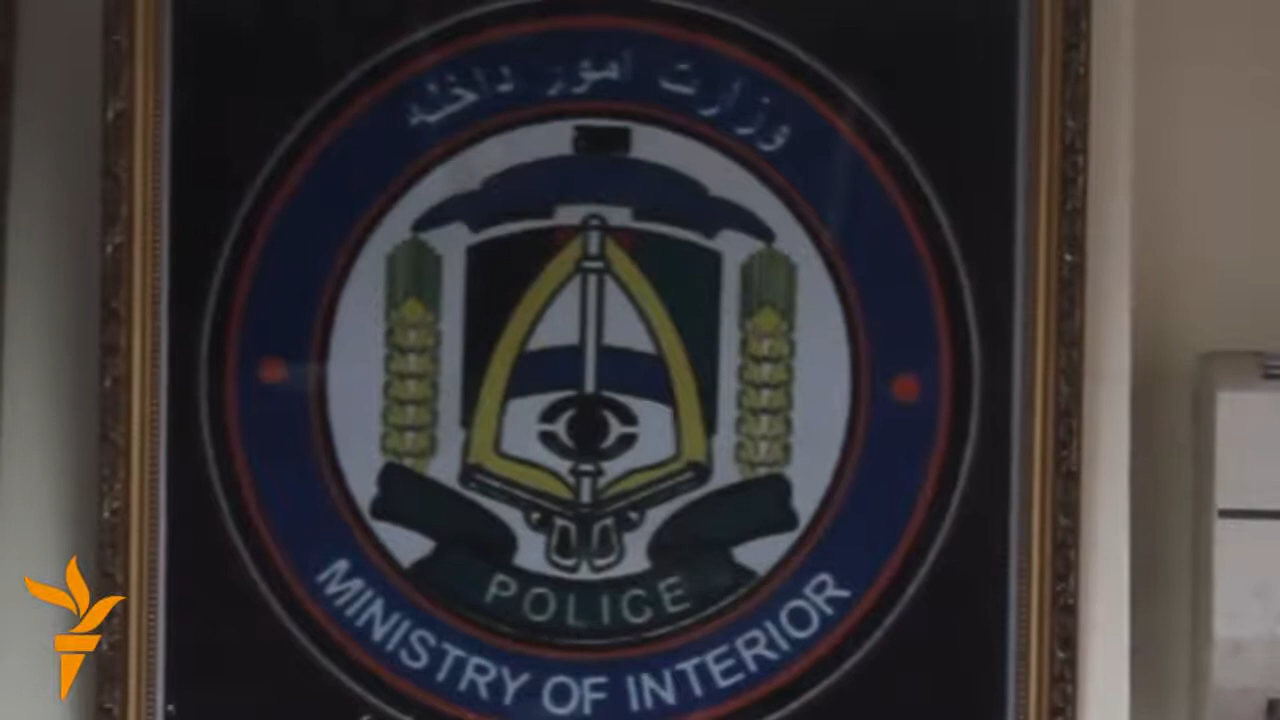 وزارت امور داخله
POLICE
MINISTRY OF INTERIOR